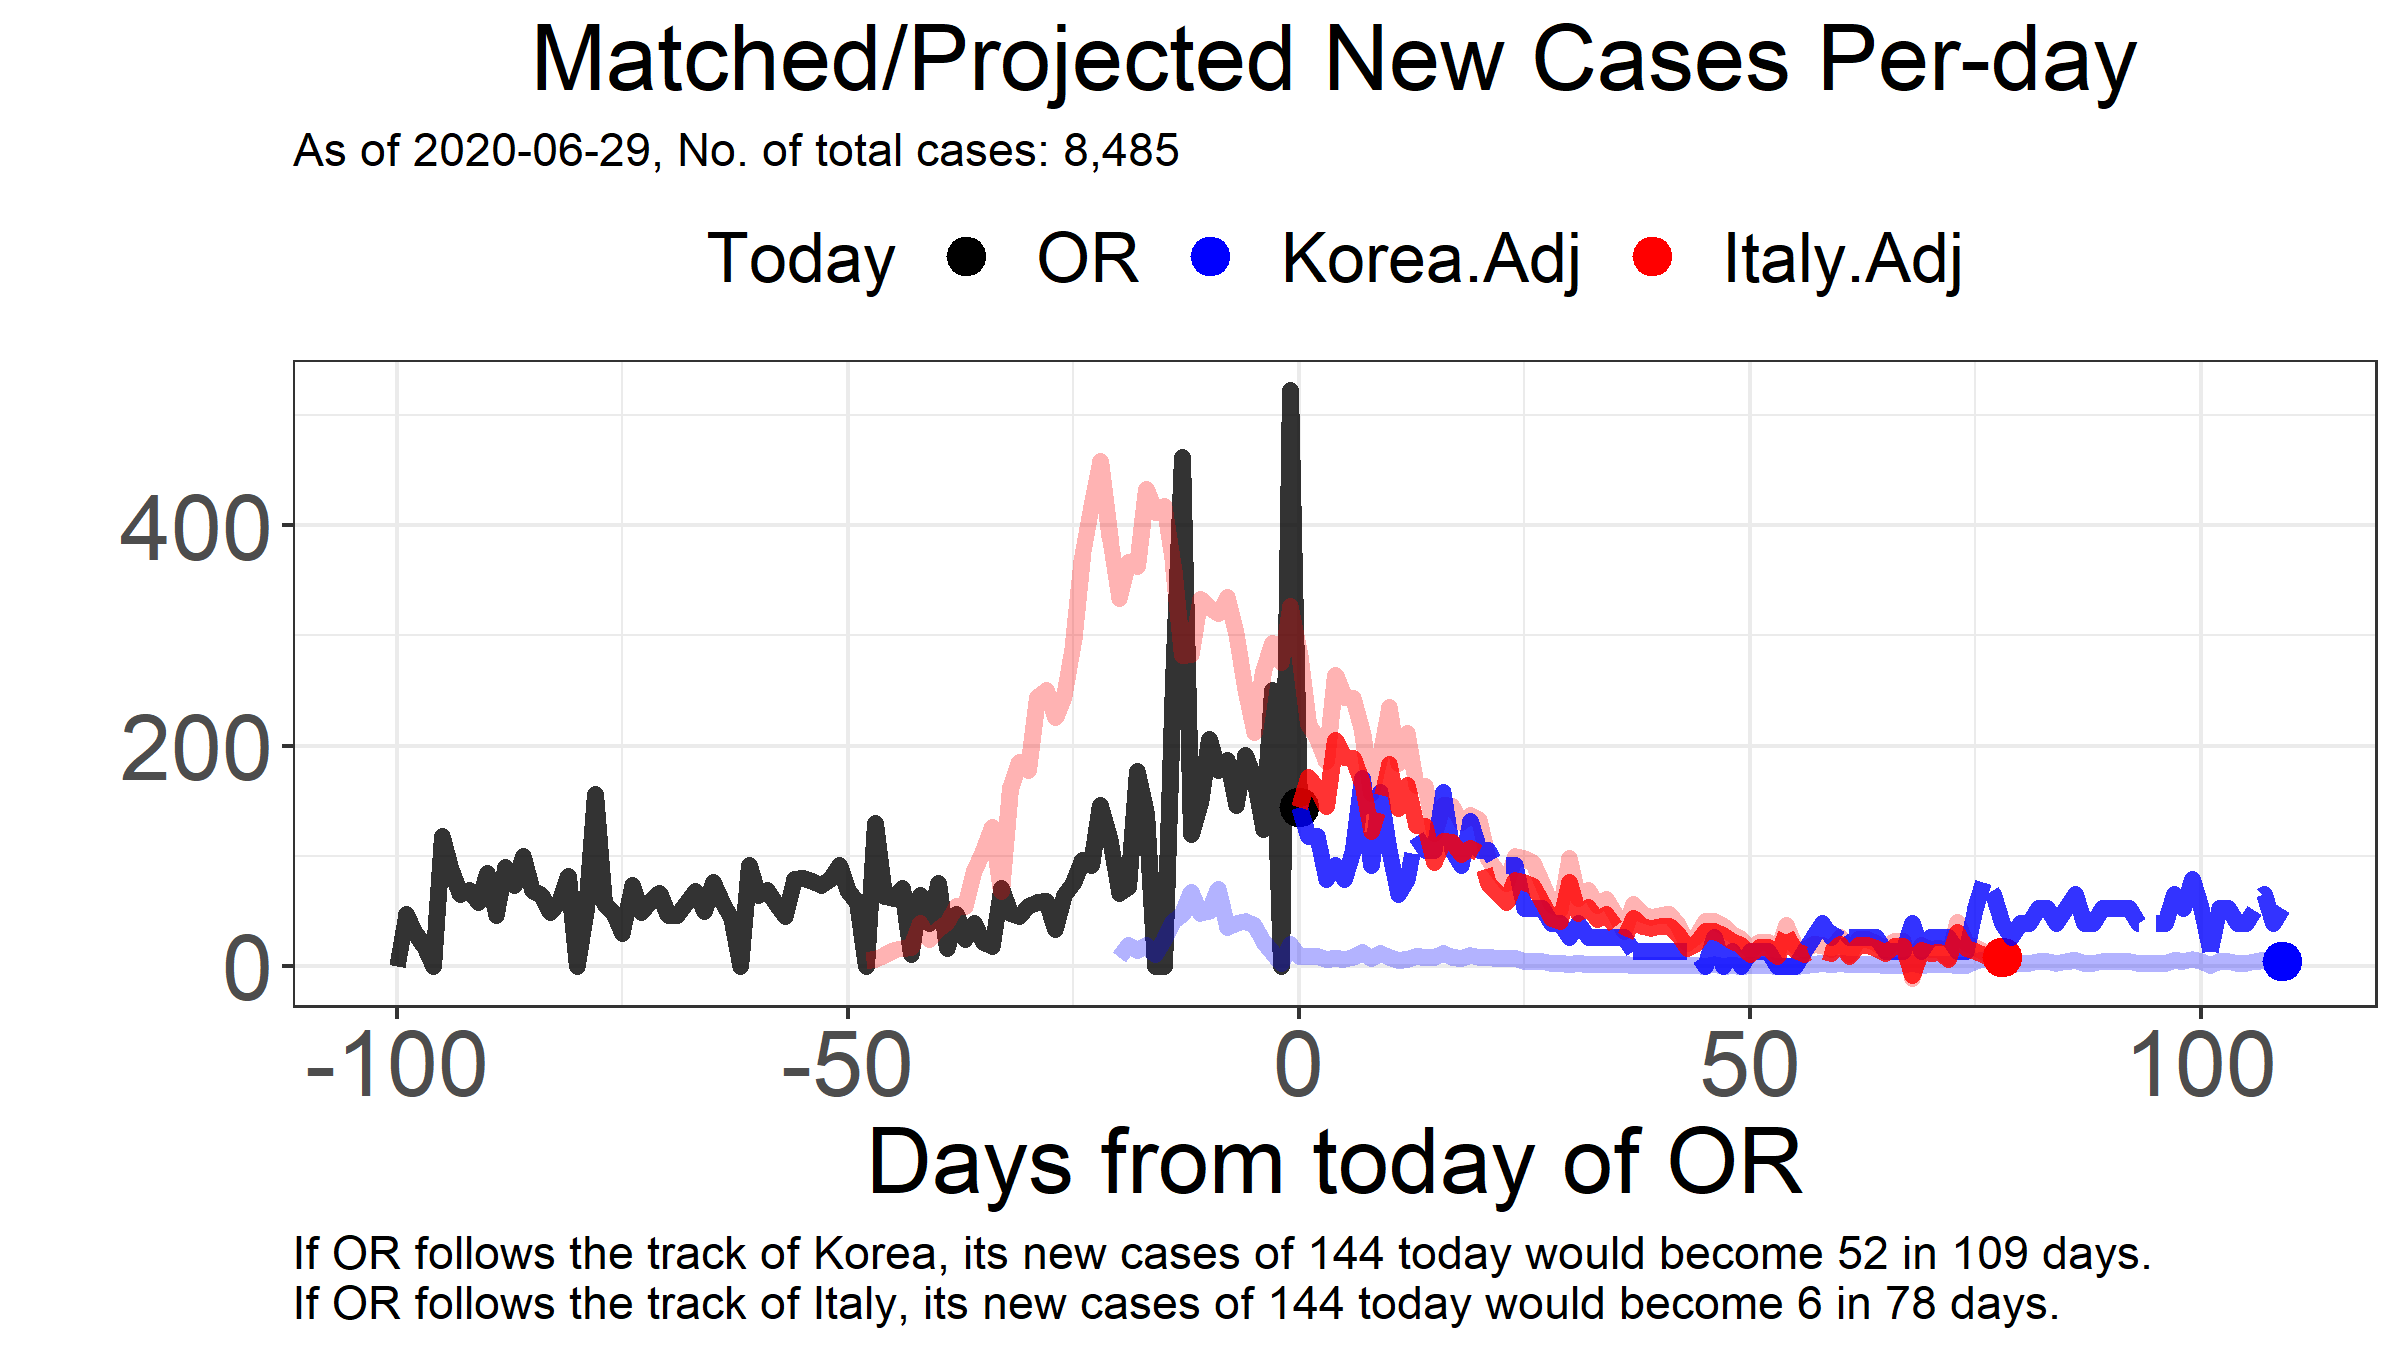 Matched/Projected New Cases Per-day
As of 2020-06-29, No. of total cases: 8,485
Today OR Korea.Adj Italy.Adj
400
200
0
-100 -50 0 50 100
Days from today of OR
If OR follows the track of Korea, its new cases of 144 today would become 52 in 109 days.
If OR follows the track of Italy, its new cases of 144 today would become 6 in 78 days.